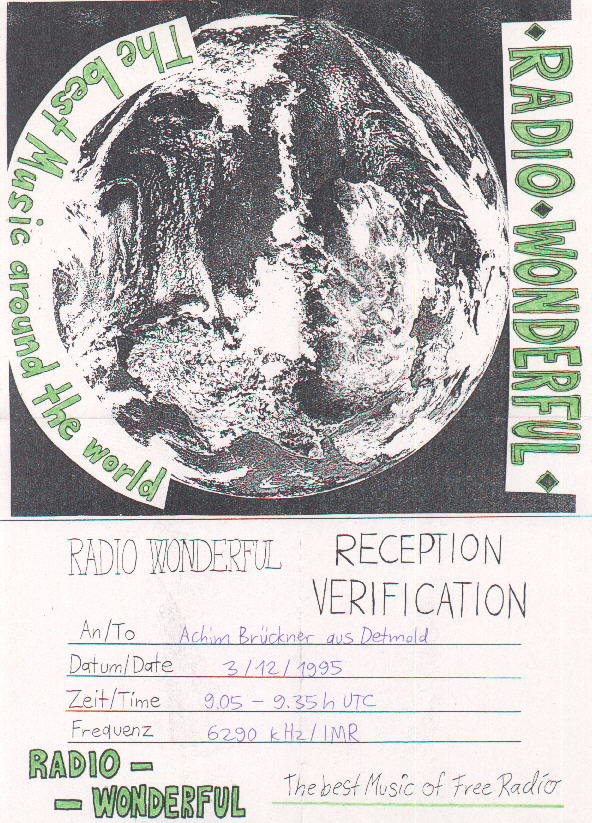 The best Music around the world
RADIO WONDERFUL
RADIO WONDERFUL
RECEPTION
VERIFICATION
An/To Achim Brückner aus Detmold
Datum/Date 3/12/1995
Zeit/Time 9.05 - 9.35h UTC
Frequenz 6290 kHz/IMR
RADIO -
- WONDERFUL
The best Music of Free Radio